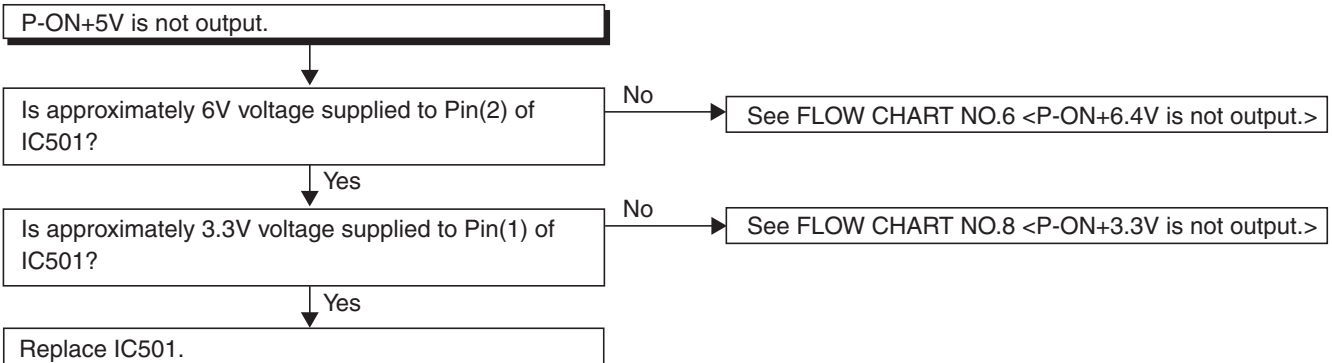 P-ON+5V is not output.
Is approximately 6V voltage supplied to Pin(2) of
IC501?
No
See FLOW CHART NO.6 <P-ON+6.4V is not output.>
Yes
Is approximately 3.3V voltage supplied to Pin(1) of
IC501?
No
See FLOW CHART NO.8 <P-ON+3.3V is not output.>
Yes
Replace IC501.